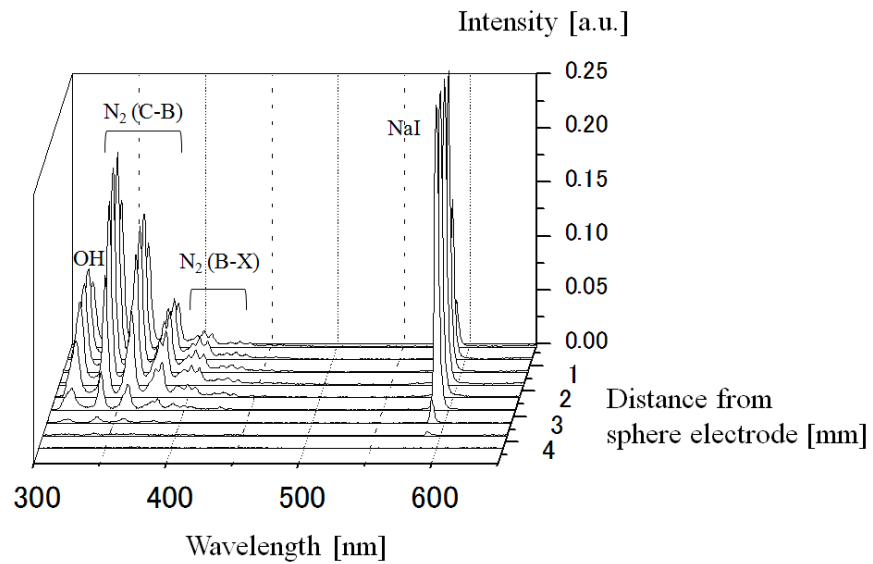 Intensity [a.u.]
0.25
N₂ (C-B)
NaI
0.20
0.15
0.10
OH
N₂ (B-X)
0.05
0.00
1
2
Distance from
3
sphere electrode [mm]
4
300
400
500
600
Wavelength [nm]